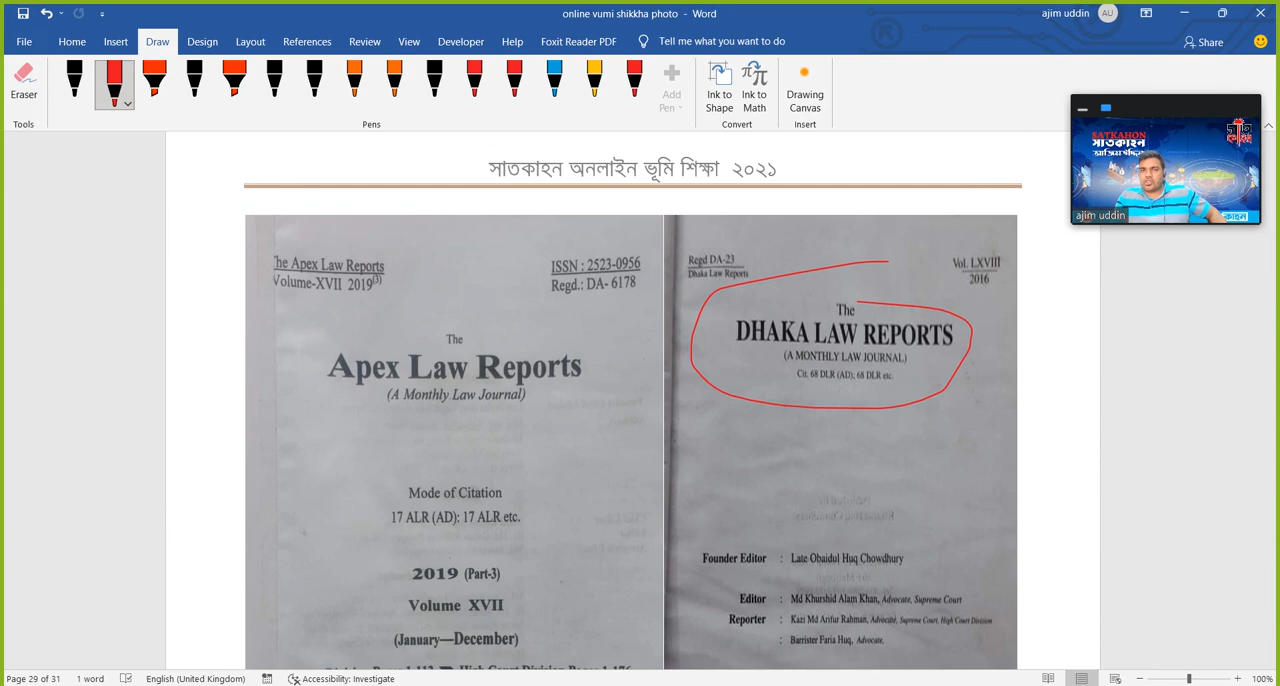 online vumi shikkha photo - Word
ajim uddin AU
File Home Insert Draw Design Layout References Review View Developer Help Foxit Reader PDF Tell me what you want to do Share
Eraser
Add Pen
Ink to Shape
Ink to Math
Drawing Canvas
Tools Pens Convert Insert
SATKAHON
সাতকাহন
ajim uddin
সাতকাহন অনলাইন ভূমি শিক্ষা ২০২১
The Apex Law Reports
Volume-XVII 2019(3)
ISSN : 2523-0956
Regd.: DA- 6178
The
Apex Law Reports
(A Monthly Law Journal)
Mode of Citation
17 ALR (AD): 17 ALR etc.
2019 (Part-3)
Volume XVII
(January—December)
Regd DA-23
Dhaka Law Reports
Vol. LXVIII
2016
The
DHAKA LAW REPORTS
(A MONTHLY LAW JOURNAL)
Cit. 68 DLR (AD); 68 DLR etc.
Founder Editor : Late Obaidul Huq Chowdhury
Editor : Md Khurshid Alam Khan, Advocate, Supreme Court
Reporter : Kazi Md Arifur Rahman, Advocate, Supreme Court, High Court Division
: Barrister Faria Huq, Advocate,
Page 29 of 31 1 word English (United Kingdom) Accessibility: Investigate 100%